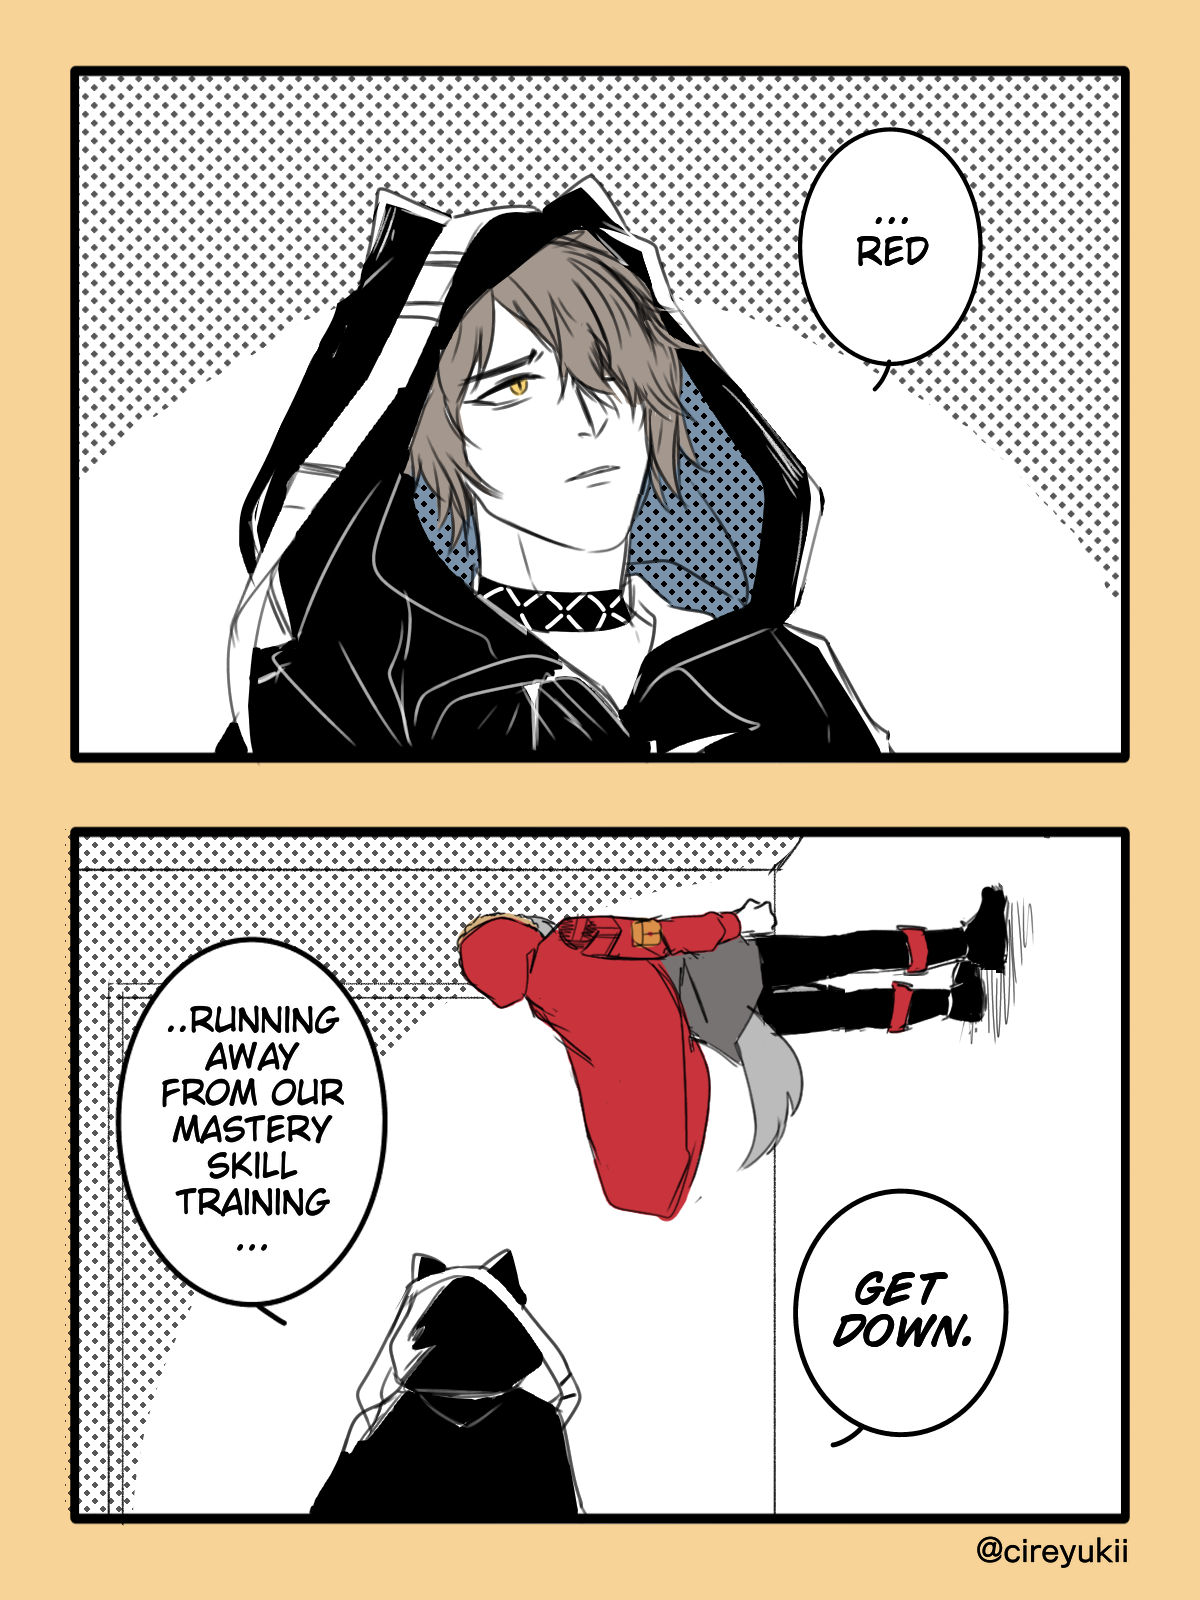 ...
RED
..RUNNING
AWAY
FROM OUR
MASTERY
SKILL
TRAINING
...
GET
DOWN.
@cireyukii